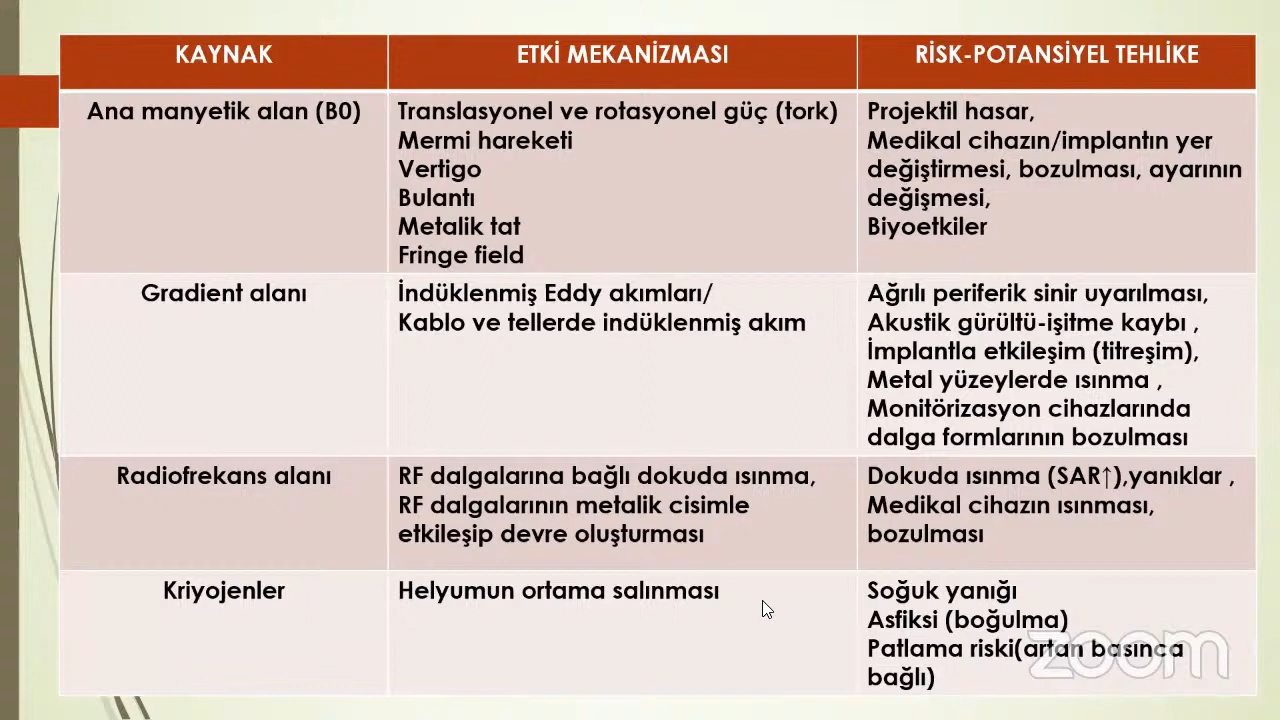 KAYNAK
ETKİ MEKANİZMASI
RİSK-POTANSİYEL TEHLİKE
Ana manyetik alan (B0)
Translasyonel ve rotasyonel güç (tork)
Mermi hareketi
Vertigo
Bulantı
Metalik tat
Fringe field
Projektil hasar,
Medikal cihazın/implantın yer
değiştirmesi, bozulması, ayarının
değişmesi,
Biyoetkiler
Gradient alanı
İndüklenmiş Eddy akımları/
Kablo ve tellerde indüklenmiş akım
Ağrılı periferik sinir uyarılması,
Akustik gürültü-işitme kaybı ,
İmplantla etkileşim (titreşim),
Metal yüzeylerde ısınma ,
Monitörizasyon cihazlarında
dalga formlarının bozulması
Radiofrekans alanı
RF dalgalarına bağlı dokuda ısınma,
RF dalgalarının metalik cisimle
etkileşip devre oluşturması
Dokuda ısınma (SAR↑),yanıklar ,
Medikal cihazın ısınması,
bozulması
Kriyojenler
Helyumun ortama salınması
Soğuk yanığı
Asfiksi (boğulma)
Patlama riski(artan basınca
bağlı)
zoom